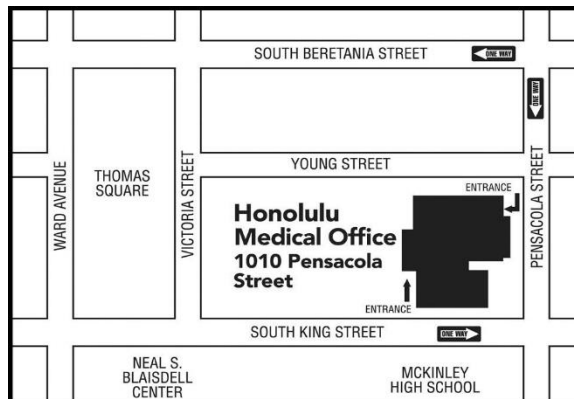 SOUTH BERETANIA STREET
ONE WAY
ONE WAY
WARD AVENUE
THOMAS
SQUARE
VICTORIA STREET
YOUNG STREET
PENSACOLA STREET
ENTRANCE
Honolulu
Medical Office
1010 Pensacola
Street
ENTRANCE
SOUTH KING STREET
ONE WAY
NEAL S.
BLAISDELL
CENTER
MCKINLEY
HIGH SCHOOL